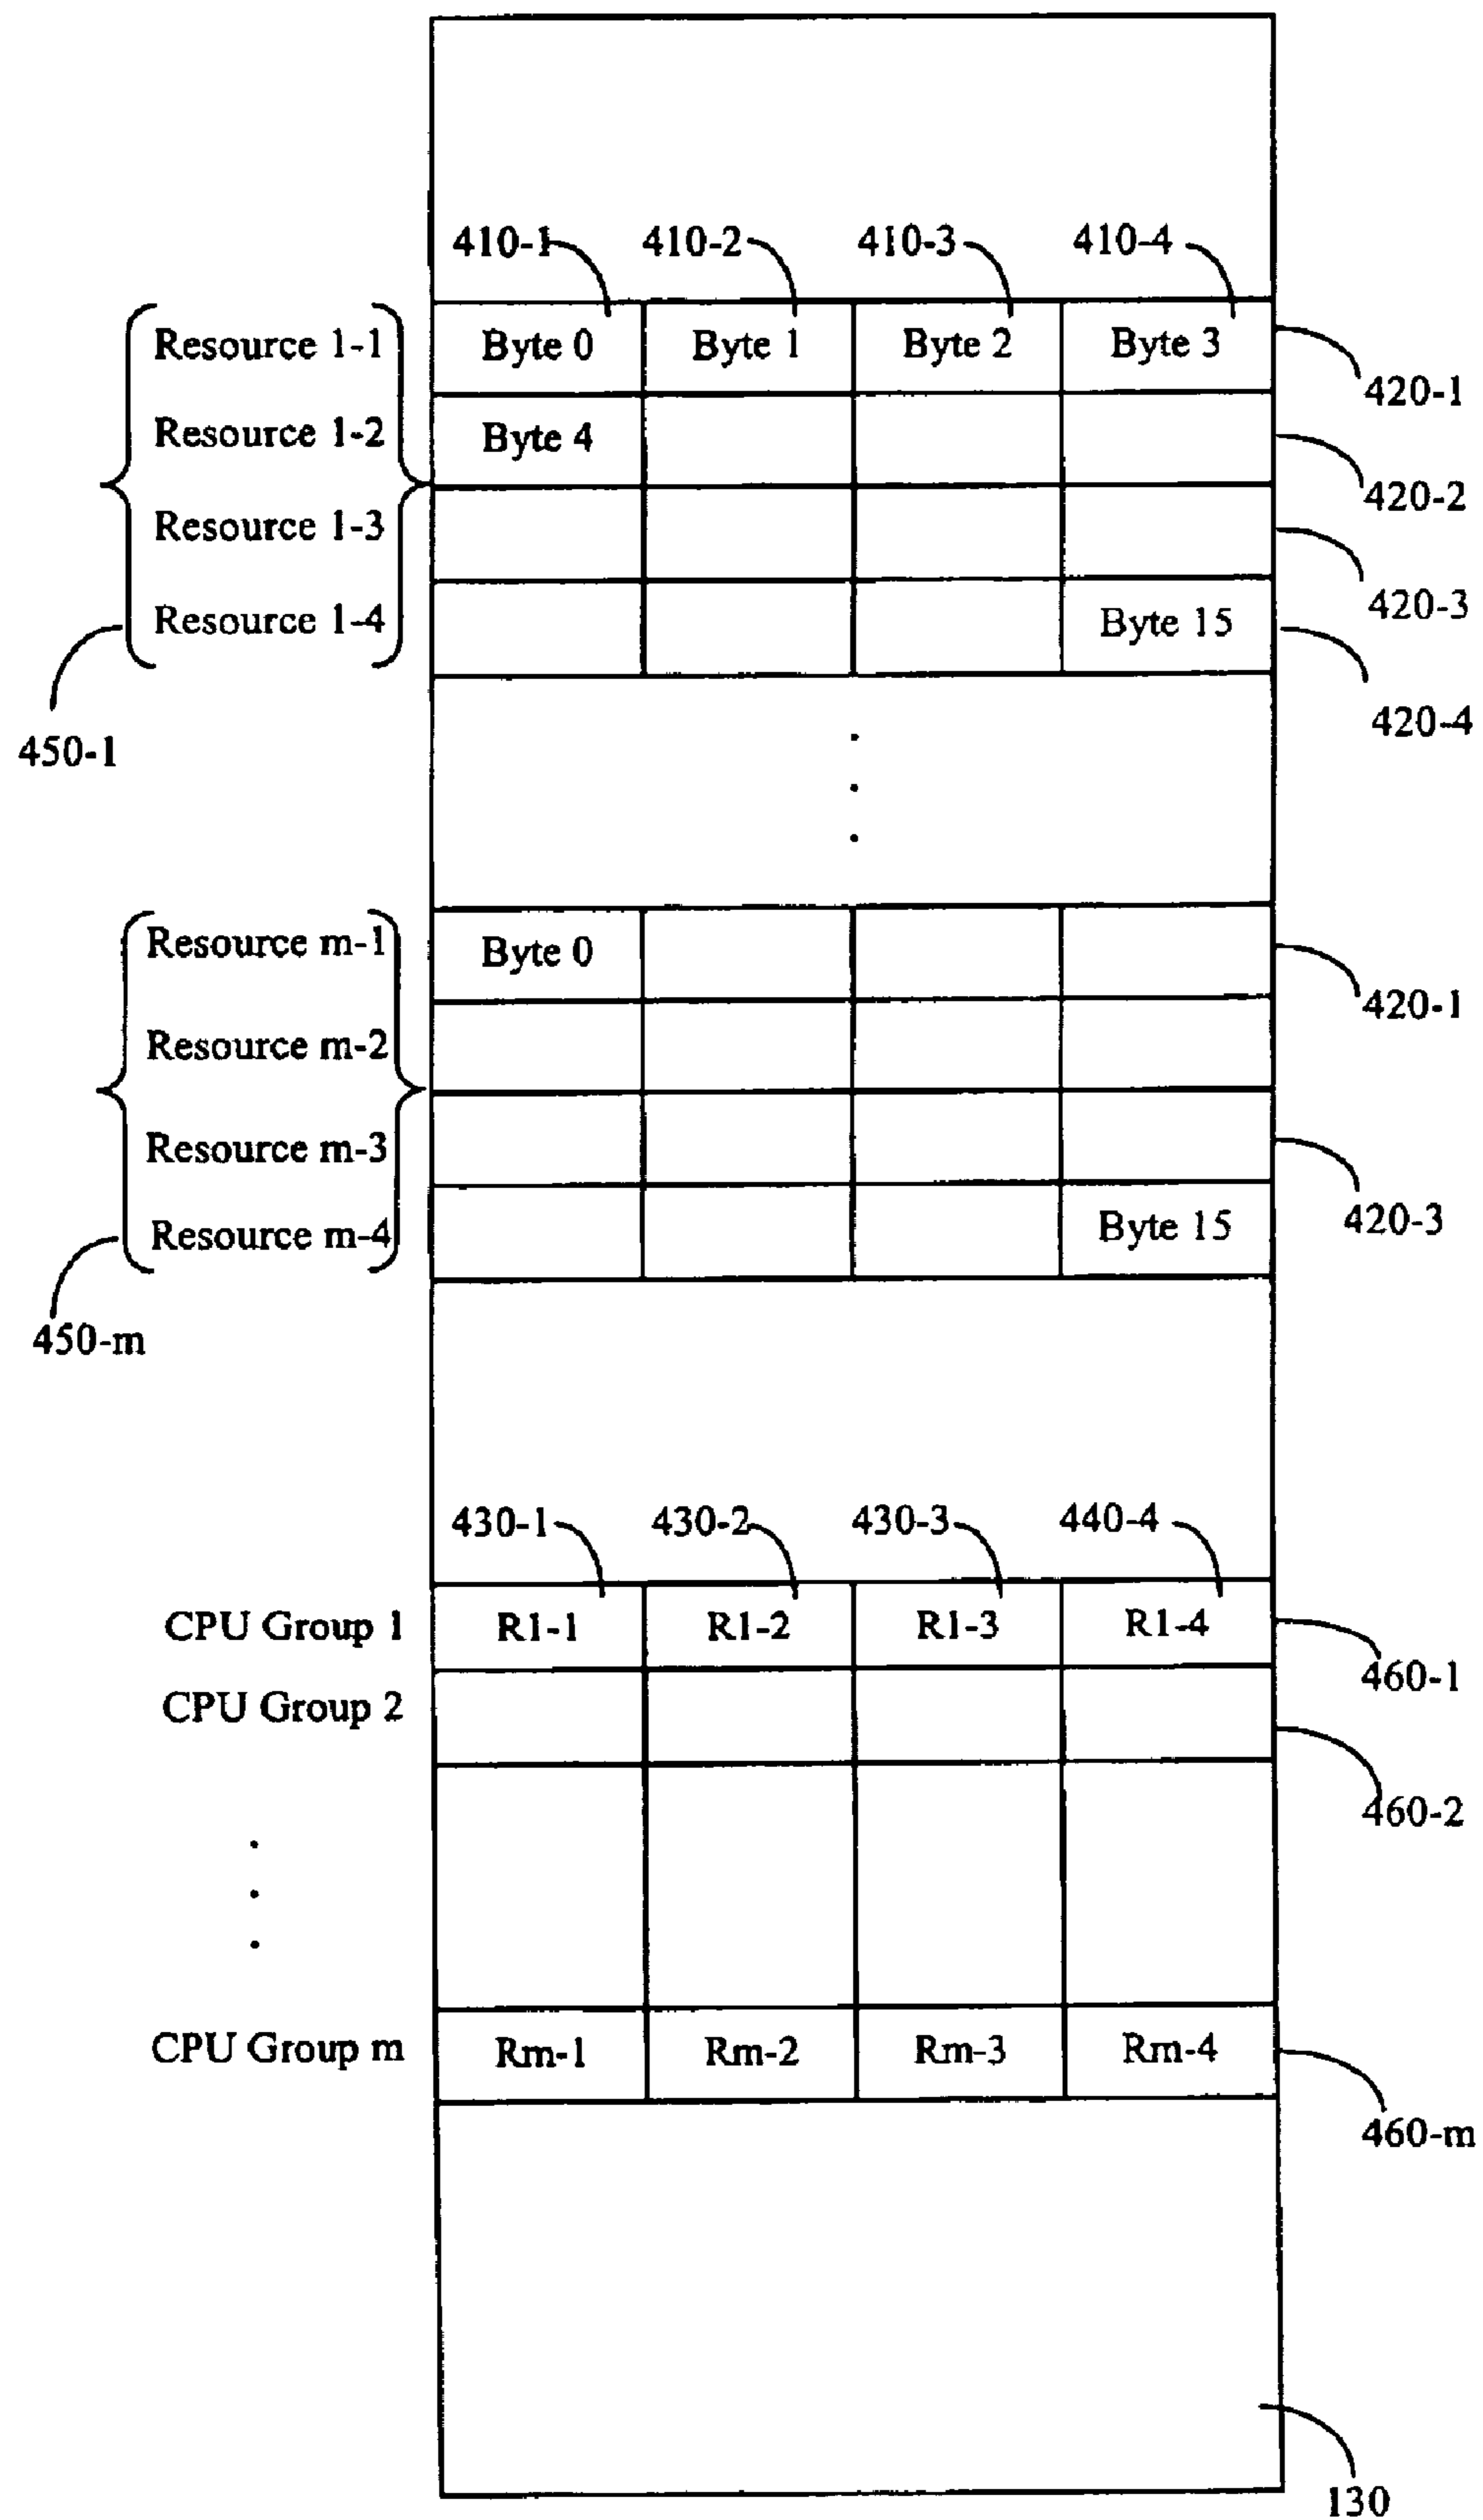 410-1 410-2 410-3 410-4
Resource 1-1 Byte 0 Byte 1 Byte 2 Byte 3
420-1
Resource 1-2 Byte 4
420-2
Resource 1-3
420-3
Resource 1-4 Byte 15
420-4
450-1
Resource m-1 Byte 0
420-1
Resource m-2
Resource m-3
420-3
Resource m-4 Byte 15
450-m
430-1 430-2 430-3 440-4
CPU Group 1 R1-1 R1-2 R1-3 R1-4
460-1
CPU Group 2
460-2
CPU Group m Rm-1 Rm-2 Rm-3 Rm-4
460-m
130